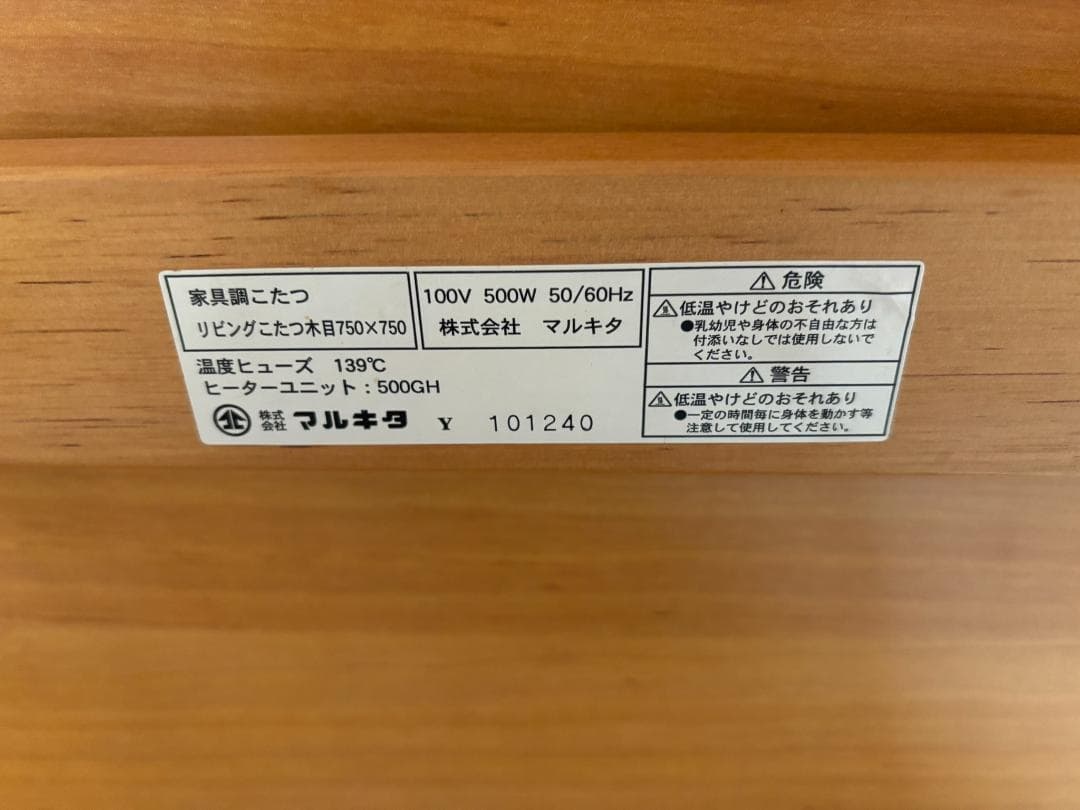 家具調こたつ
リビングこたつ木目750×750
100V 500W 50/60Hz
株式会社 マルキタ
温度ヒューズ 139℃
ヒーターユニット：500GH
株式会社 マルキタ Y 101240
⚠ 危険
低温やけどのおそれあり
●乳幼児や身体の不自由な方は
付添いなしでは使用しないで
ください。
⚠ 警告
低温やけどのおそれあり
●一定の時間毎に身体を動かす等
注意して使用してください。